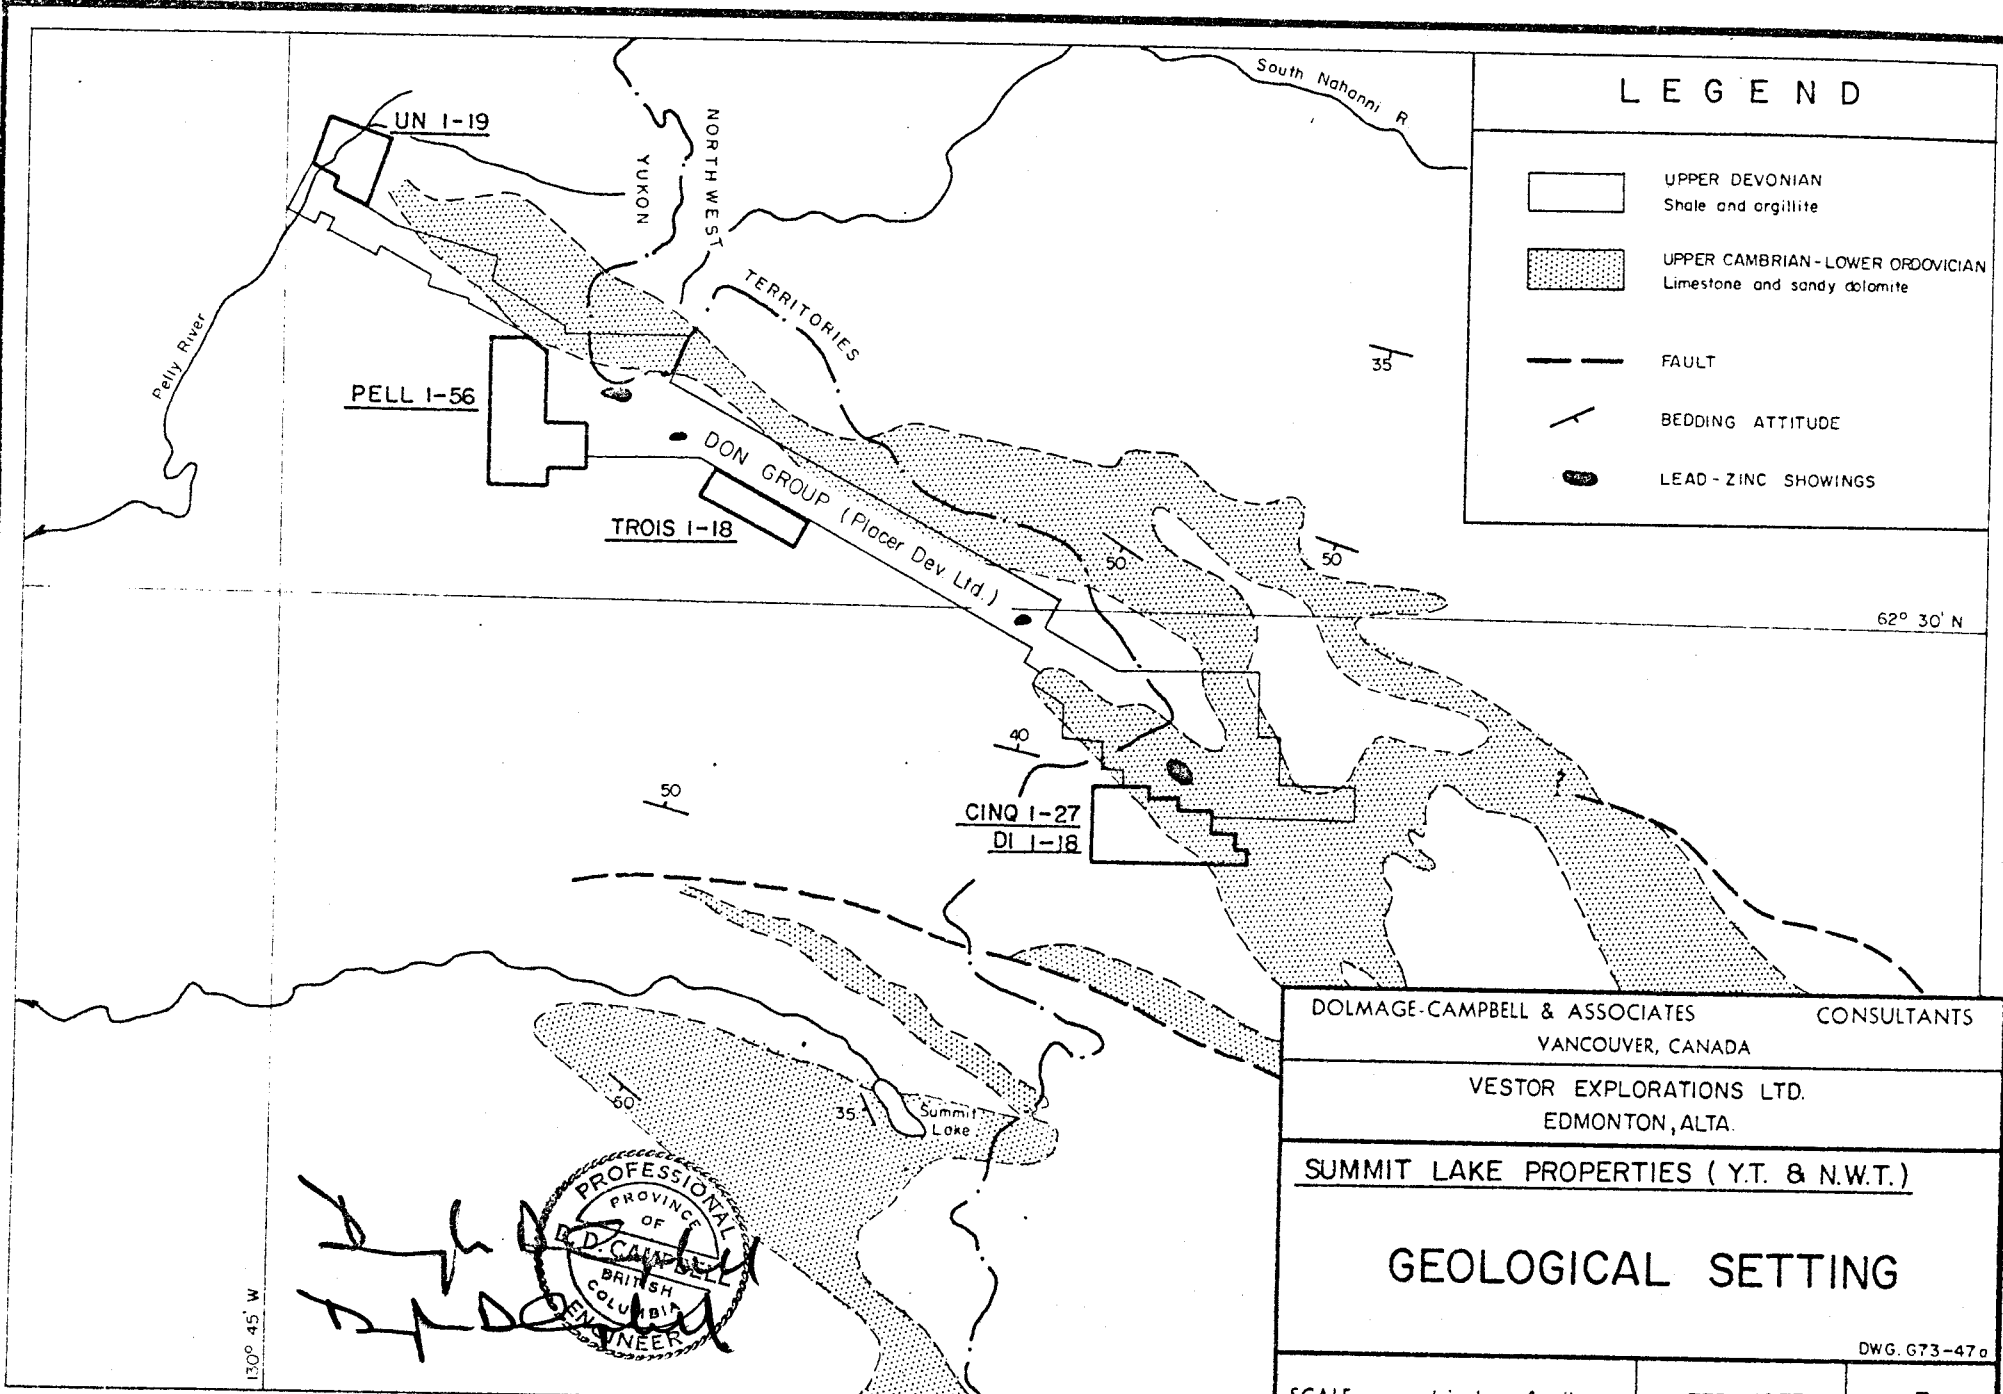 South Nahanni R
LEGEND
UPPER DEVONIAN
Shale and argillite
UPPER CAMBRIAN-LOWER ORDOVICIAN
Limestone and sandy dolomite
FAULT
BEDDING ATTITUDE
LEAD-ZINC SHOWINGS
UN 1-19
YUKON
NORTHWEST
TERRITORIES
Pelly River
35
PELL 1-56
DON GROUP (Placer Dev. Ltd.)
TROIS 1-18
50
50
62° 30' N
40
50
CINQ 1-27
DI 1-18
?
60
35
Summit
Lake
130° 45' W
PROFESSIONAL
PROVINCE
OF
D. D. CAMPBELL
BRITISH
COLUMBIA
ENGINEER
DOLMAGE-CAMPBELL & ASSOCIATES CONSULTANTS
VANCOUVER, CANADA
VESTOR EXPLORATIONS LTD.
EDMONTON, ALTA.
SUMMIT LAKE PROPERTIES (Y.T. & N.W.T.)
GEOLOGICAL SETTING
DWG. G73-47a
SCALE